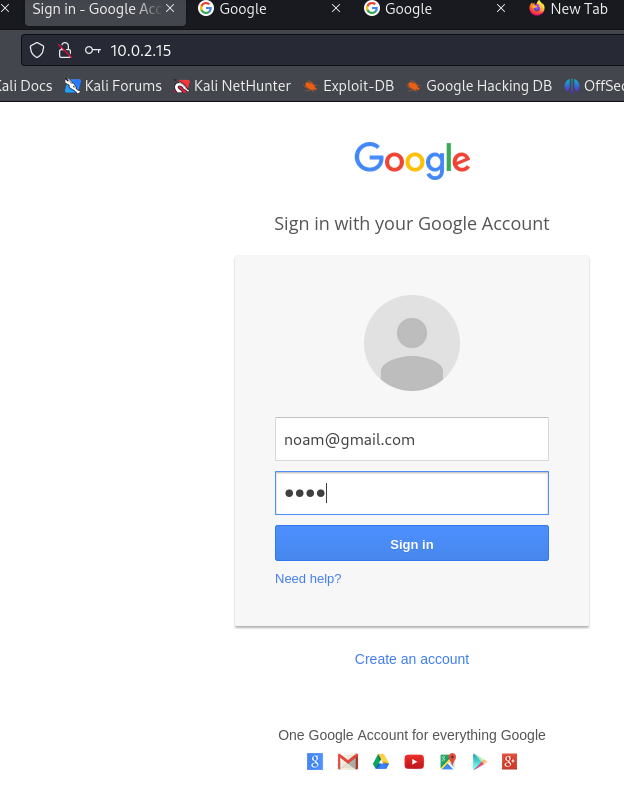 Sign in - Google Acc
Google
Google
New Tab
10.0.2.15
Kali Docs
Kali Forums
Kali NetHunter
Exploit-DB
Google Hacking DB
OffSec
Google
Sign in with your Google Account
noam@gmail.com
••••
Sign in
Need help?
Create an account
One Google Account for everything Google